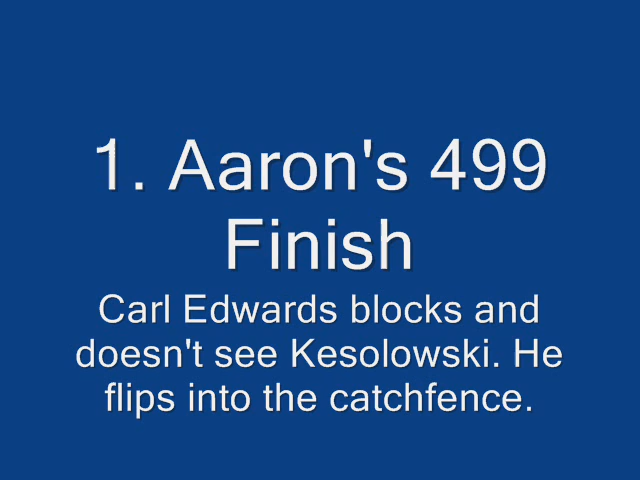 1. Aaron's 499
Finish
Carl Edwards blocks and
doesn't see Kesolowski. He
flips into the catchfence.